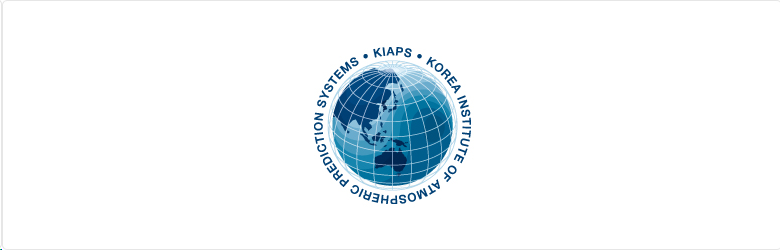 • KIAPS • KOREA INSTITUTE OF ATMOSPHERIC PREDICTION SYSTEMS